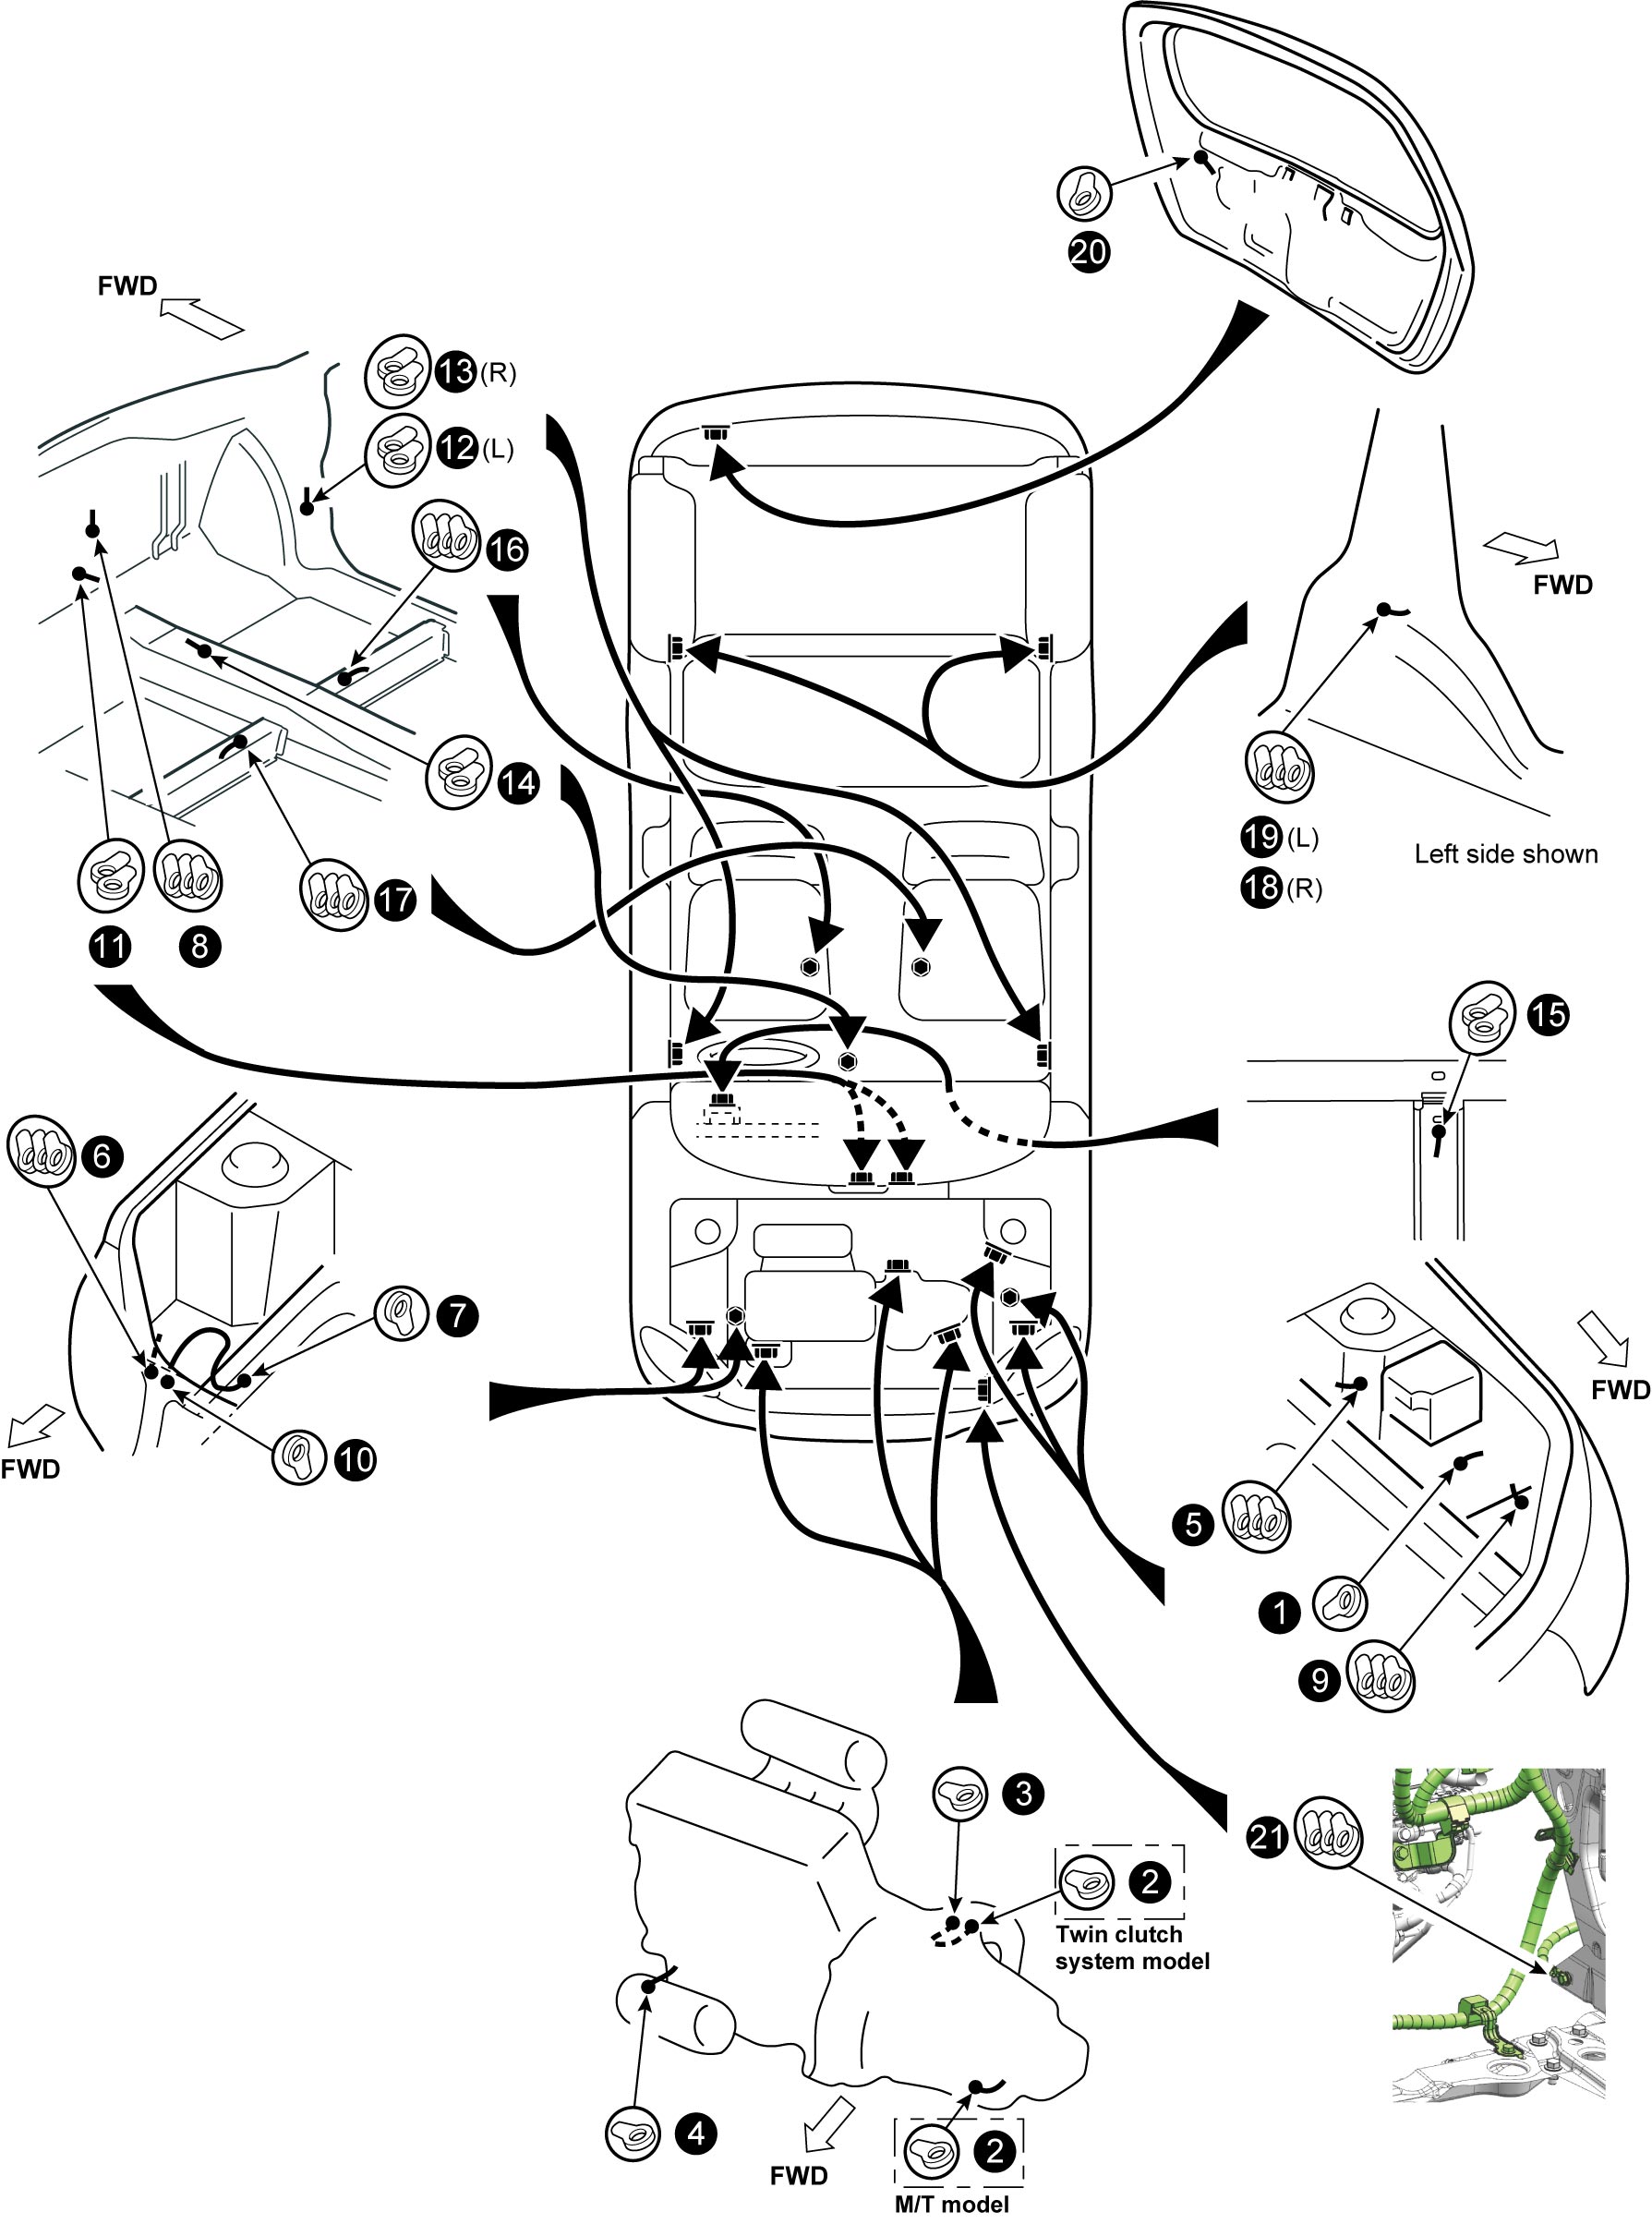 20
FWD
13 (R)
12 (L)
16
FWD
14
19 (L)
Left side shown
17
18 (R)
11
8
15
6
7
FWD
10
FWD
5
1
9
3
21
2
Twin clutch
system model
4
2
FWD
M/T model